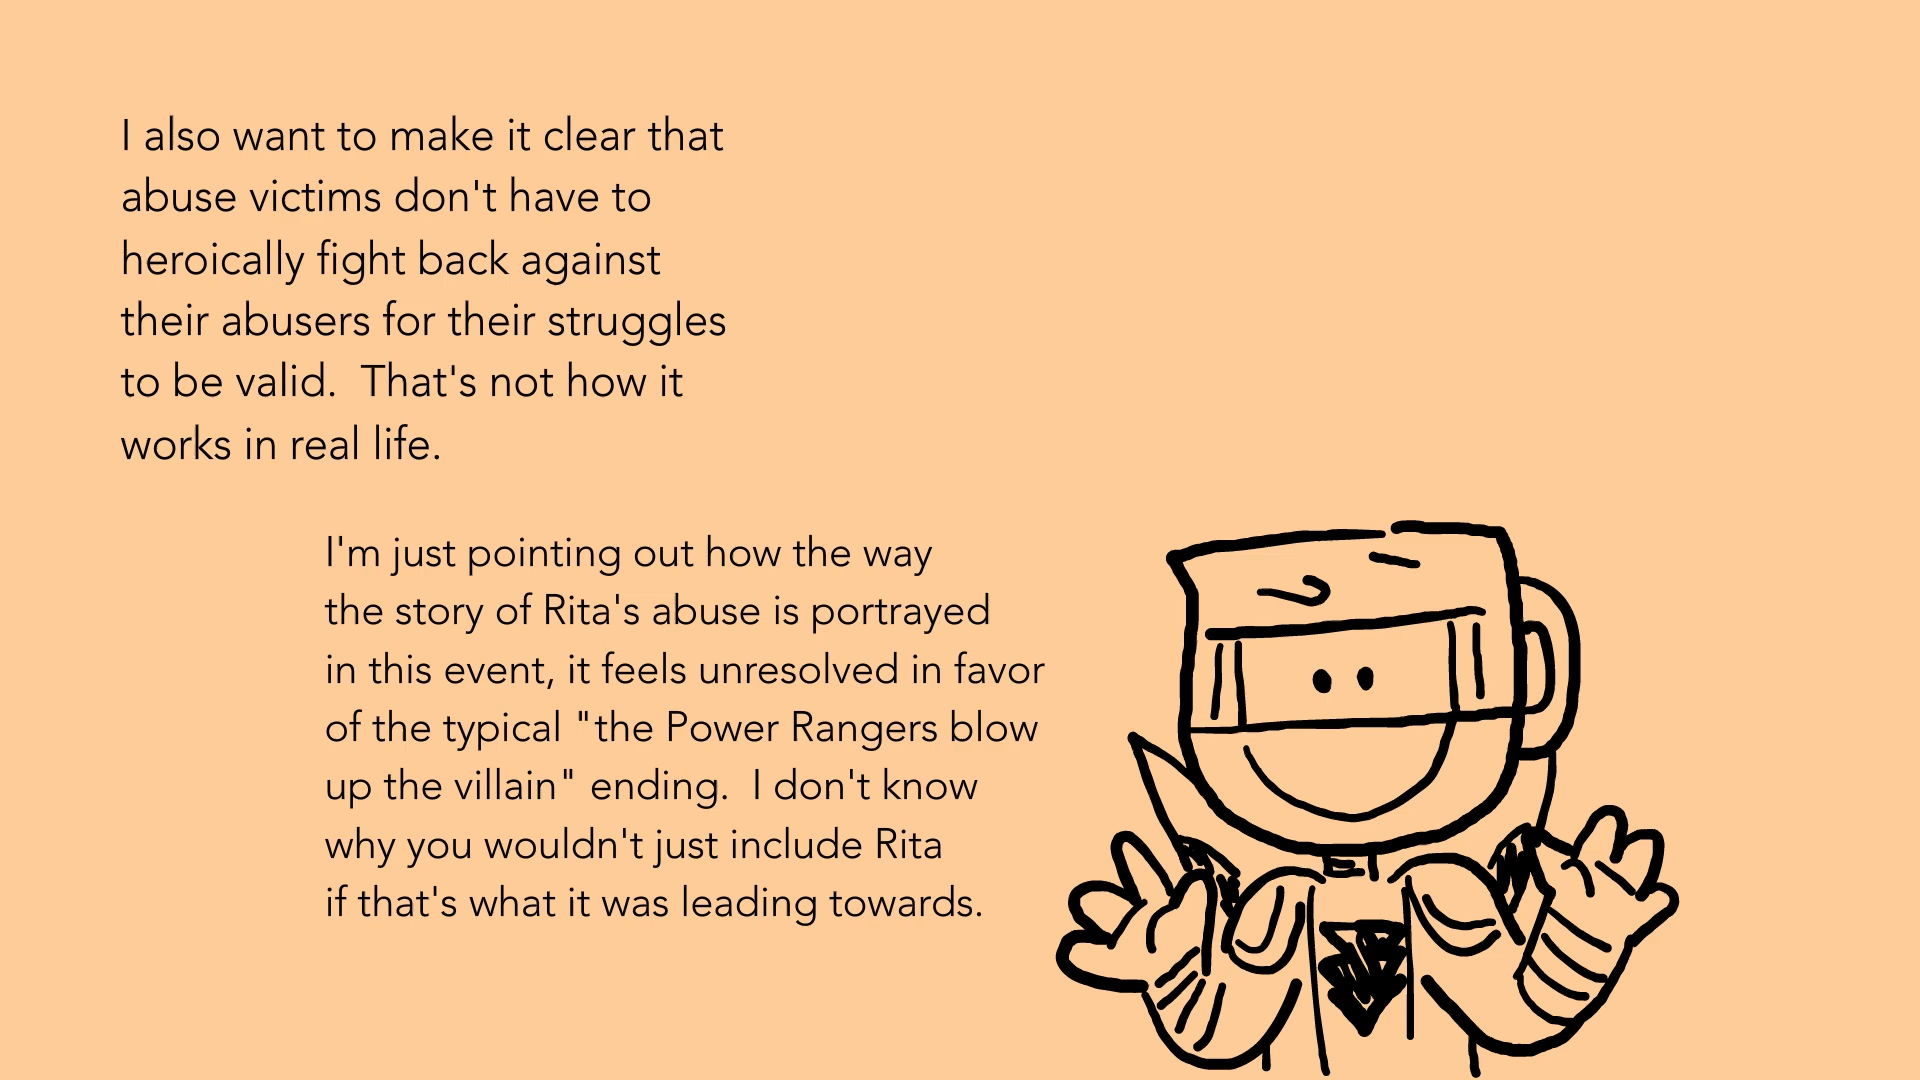 I also want to make it clear that
abuse victims don't have to
heroically fight back against
their abusers for their struggles
to be valid.  That's not how it
works in real life.
I'm just pointing out how the way
the story of Rita's abuse is portrayed
in this event, it feels unresolved in favor
of the typical "the Power Rangers blow
up the villain" ending.  I don't know
why you wouldn't just include Rita
if that's what it was leading towards.